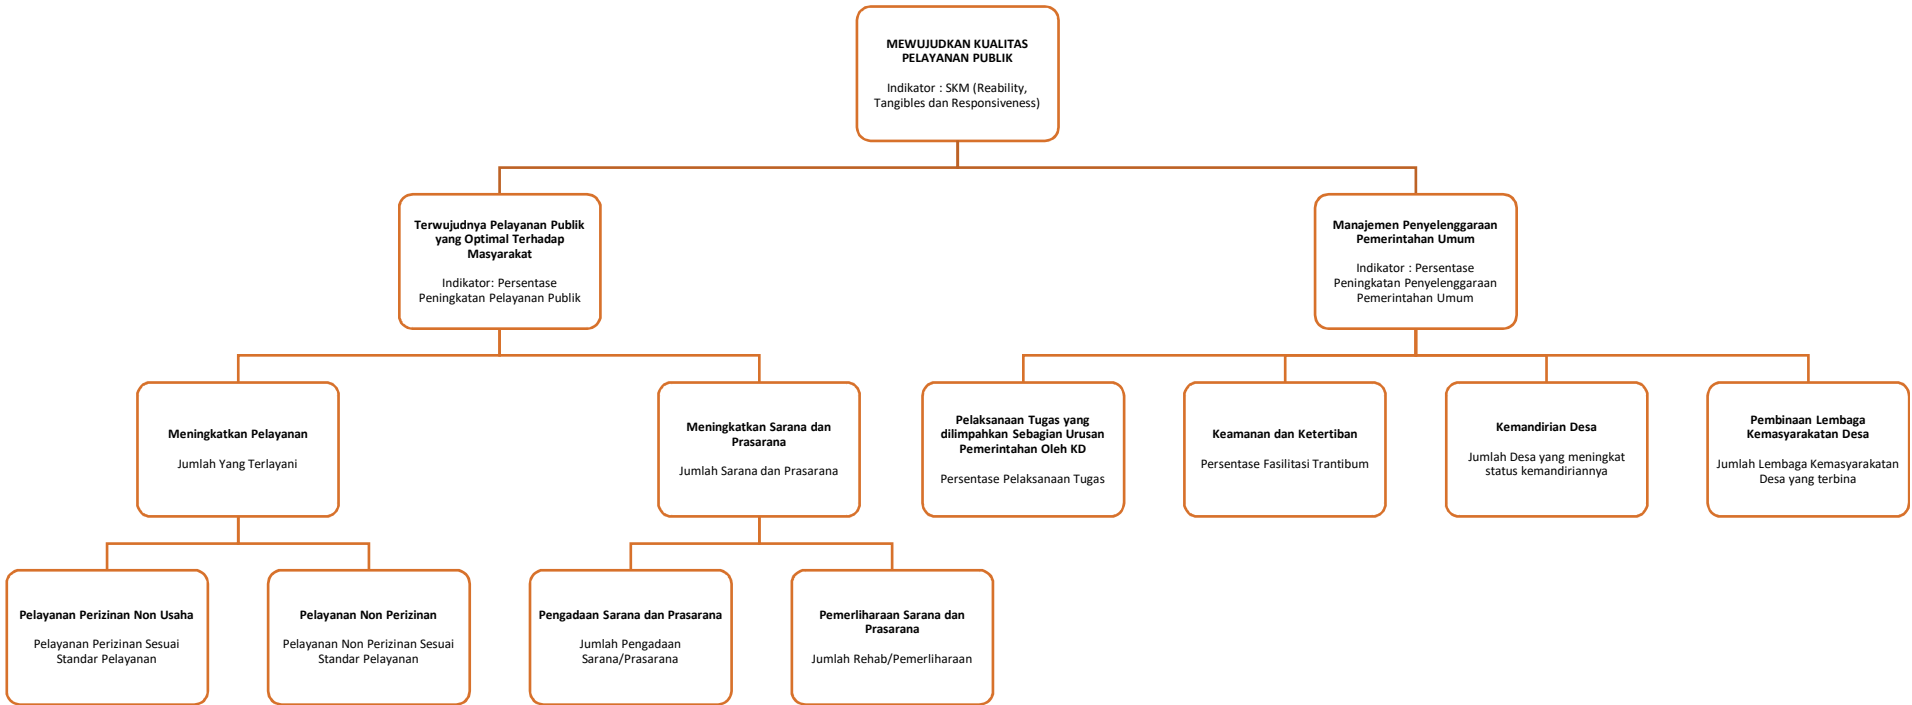 MEWUJUDKAN KUALITAS
PELAYANAN PUBLIK
Indikator : SKM (Reability,
Tangibles dan Responsiveness)
Terwujudnya Pelayanan Publik
yang Optimal Terhadap
Masyarakat
Indikator: Persentase
Peningkatan Pelayanan Publik
Manajemen Penyelenggaraan
Pemerintahan Umum
Indikator : Persentase
Peningkatan Penyelenggaraan
Pemerintahan Umum
Meningkatkan Pelayanan
Jumlah Yang Terlayani
Meningkatkan Sarana dan
Prasarana
Jumlah Sarana dan Prasarana
Pelaksanaan Tugas yang
dilimpahkan Sebagian Urusan
Pemerintahan Oleh KD
Persentase Pelaksanaan Tugas
Keamanan dan Ketertiban
Persentase Fasilitasi Trantibum
Kemandirian Desa
Jumlah Desa yang meningkat
status kemandiriannya
Pembinaan Lembaga
Kemasyarakatan Desa
Jumlah Lembaga Kemasyarakatan
Desa yang terbina
Pelayanan Perizinan Non Usaha
Pelayanan Perizinan Sesuai
Standar Pelayanan
Pelayanan Non Perizinan
Pelayanan Non Perizinan Sesuai
Standar Pelayanan
Pengadaan Sarana dan Prasarana
Jumlah Pengadaan
Sarana/Prasarana
Pemerliharaan Sarana dan
Prasarana
Jumlah Rehab/Pemerliharaan